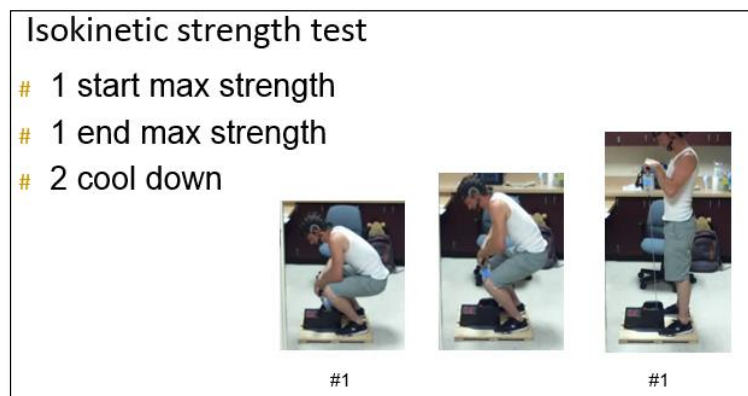 Isokinetic strength test
# 1 start max strength
# 1 end max strength
# 2 cool down
#1
#1